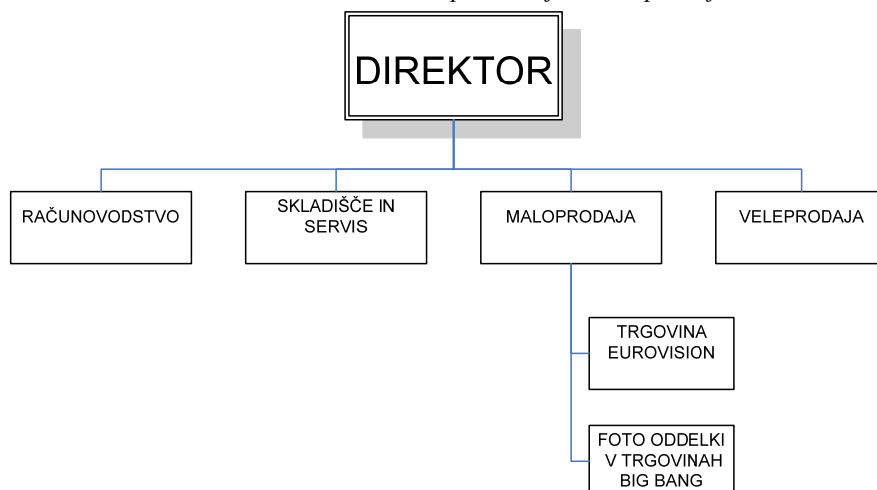 DIREKTOR
RAČUNOVODSTVO
SKLADIŠČE IN
SERVIS
MALOPRODAJA
VELEPRODAJA
TRGOVINA
EUROVISION
FOTO ODDELKI
V TRGOVINAH
BIG BANG